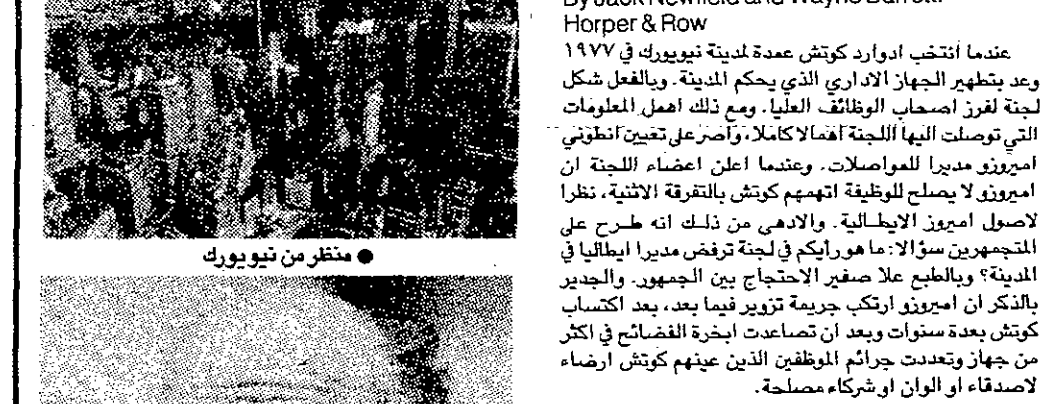 By Jack Newfield and Wayne Barrett
Horper & Row
عندما أنتخب ادوارد كوتش عمدة لمدينة نيويورك في ١٩٧٧
وعد بتطهير الجهاز الاداري الذي يحكم المدينة. وبالفعل شكل
لجنة لفرز اصحاب الوظائف العليا. ومع ذلك اهمل المعلومات
التي توصلت اليها اللجنة اهمالا كاملا، واصر على تعيين انطوني
اميروزو مديرا للمواصلات. وعندما اعلن اعضاء اللجنة ان
اميروزو لا يصلح للوظيفة اتهمهم كوتش بالتفرقة الاثنية، نظرا
لاصول اميروز الايطالية. والادهى من ذلك انه طرح على
المتجمهرين سؤالا: ما هو رأيكم في لجنة ترفض مديرا ايطاليا في
المدينة؟ وبالطبع علا صفير الاحتجاج بين الجمهور. والجدير
بالذكر ان اميروزو ارتكب جريمة تزوير فيما بعد، بعد اكتساب
كوتش بعدة سنوات وبعد ان تصاعدت ابخرة الفضائح في اكثر
من جهاز وتعددت جرائم الموظفين الذين عينهم كوتش ارضاء
لاصدقاء او الوان او شركاء مصلحة.
● منظر من نيويورك